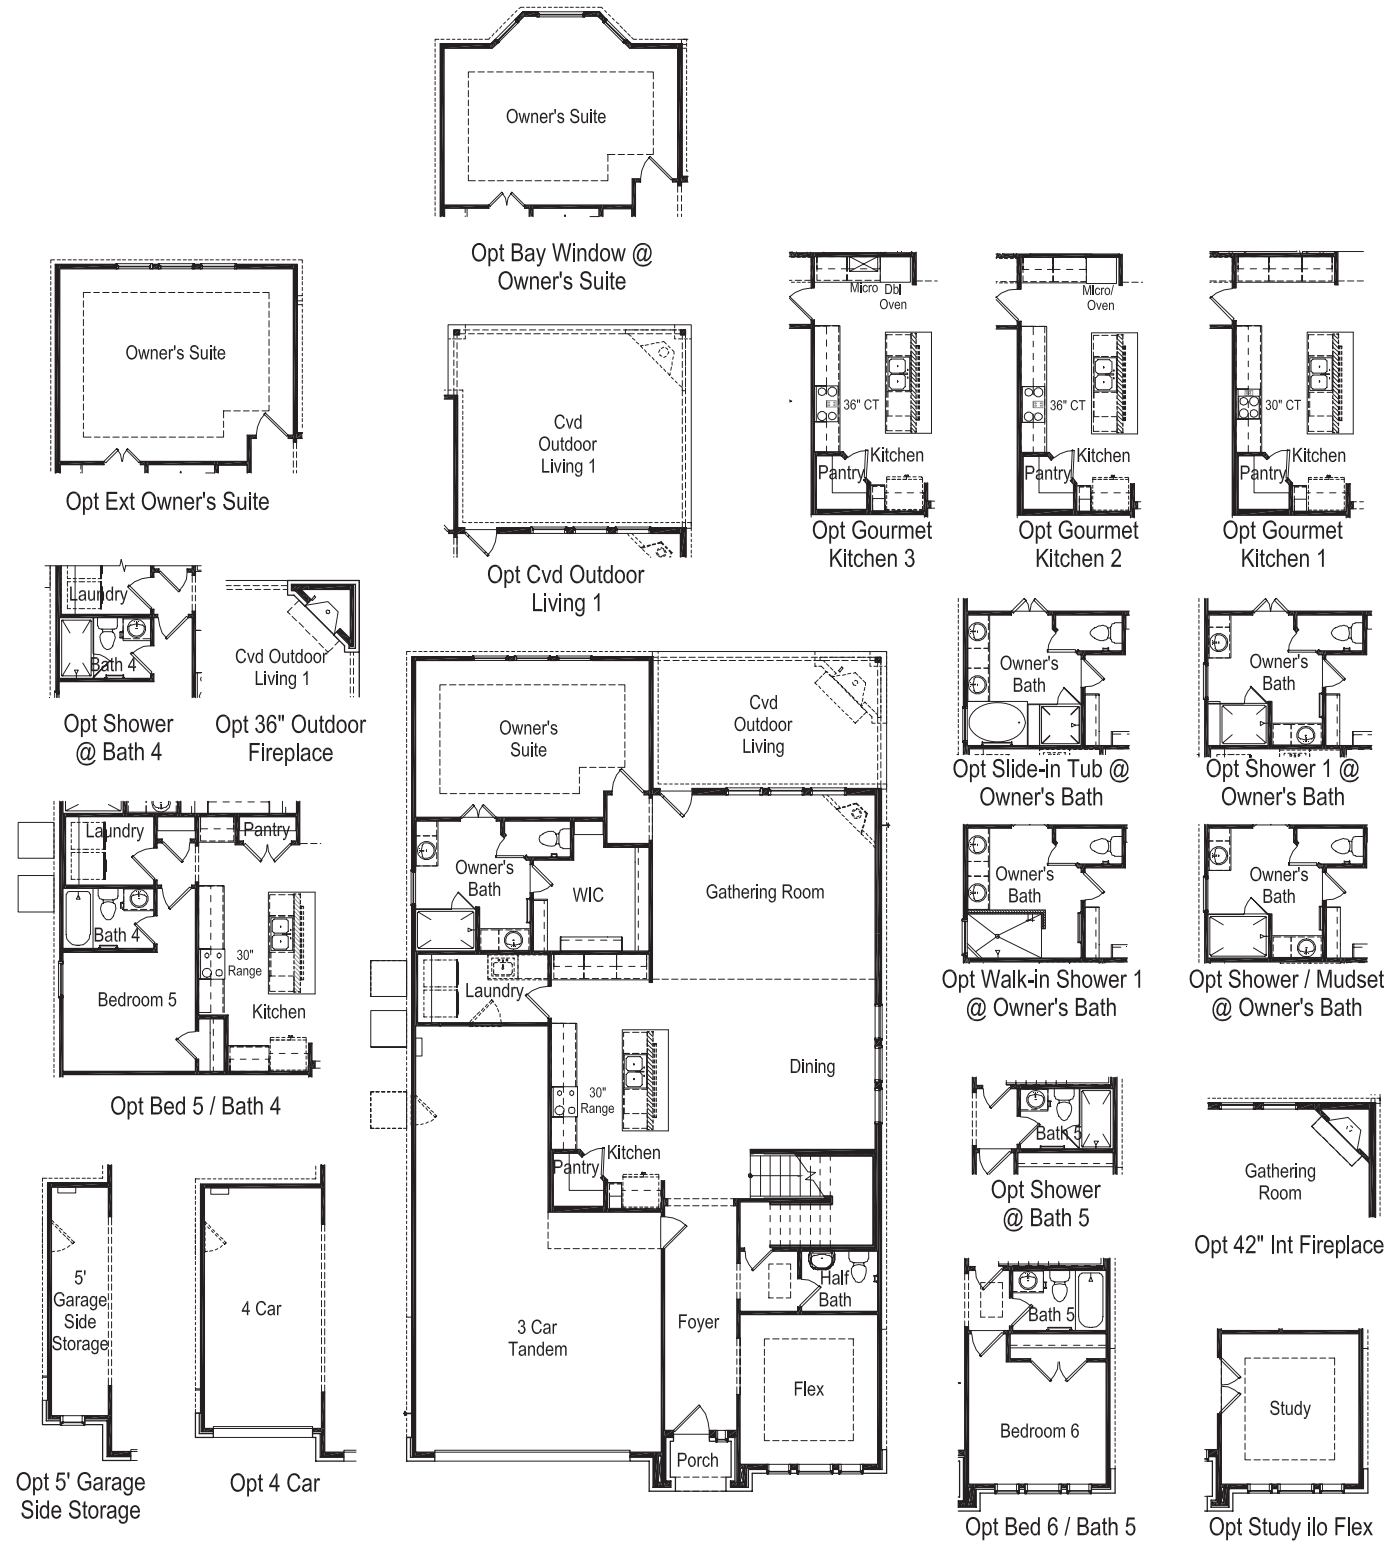 Owner's Suite
Opt Bay Window @
Owner's Suite
Owner's Suite
Opt Ext Owner's Suite
Cvd
Outdoor
Living 1
Opt Cvd Outdoor
Living 1
Micro
Dbl
Oven
36" CT
Kitchen
Pantry
Opt Gourmet
Kitchen 3
Micro/
Oven
36" CT
Kitchen
Pantry
Opt Gourmet
Kitchen 2
30" CT
Kitchen
Pantry
Opt Gourmet
Kitchen 1
Laundry
Bath 4
Opt Shower
@ Bath 4
Cvd Outdoor
Living 1
Opt 36" Outdoor
Fireplace
Owner's
Bath
Opt Slide-in Tub @
Owner's Bath
Owner's
Bath
Opt Shower 1 @
Owner's Bath
Laundry
Pantry
Bath 4
30"
Range
Bedroom 5
Kitchen
Opt Bed 5 / Bath 4
Owner's
Suite
Cvd
Outdoor
Living
Owner's
Bath
WIC
Gathering Room
Laundry
Dining
30"
Range
Kitchen
Pantry
Half
Bath
3 Car
Tandem
Foyer
Flex
Porch
Owner's
Bath
Opt Walk-in Shower 1
@ Owner's Bath
Owner's
Bath
Opt Shower / Mudset
@ Owner's Bath
Bath 5
Opt Shower
@ Bath 5
Gathering
Room
Opt 42" Int Fireplace
5'
Garage
Side
Storage
Opt 5' Garage
Side Storage
4 Car
Opt 4 Car
Bath 5
Bedroom 6
Opt Bed 6 / Bath 5
Study
Opt Study ilo Flex